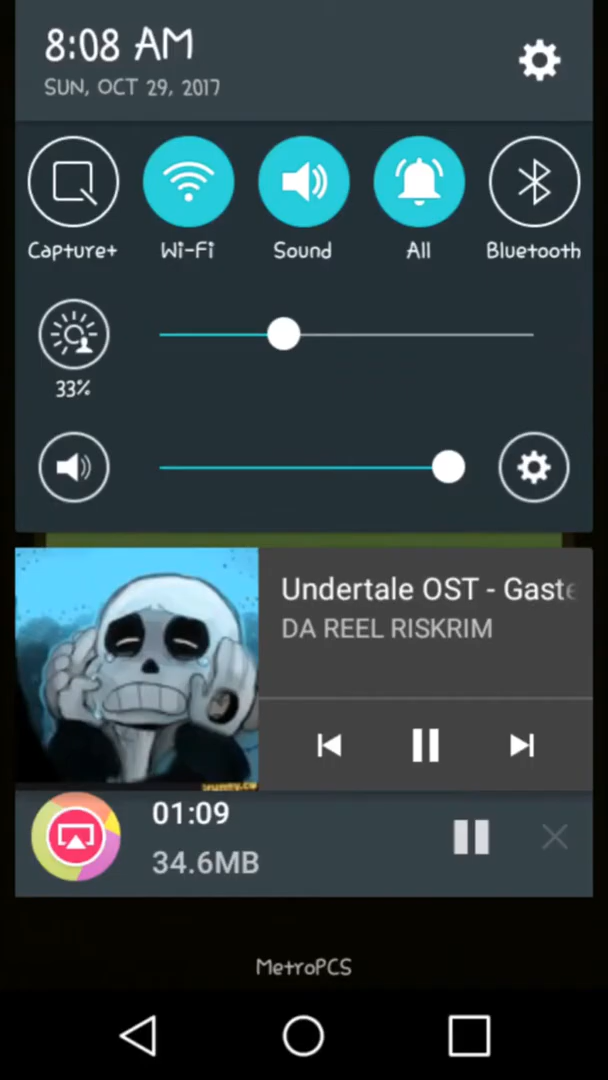 8:08 AM
SUN, OCT 29, 2017
Capture+ Wi-Fi Sound All Bluetooth
33%
Undertale OST - Gaste
DA REEL RISKRIM
01:09
34.6MB
MetroPCS